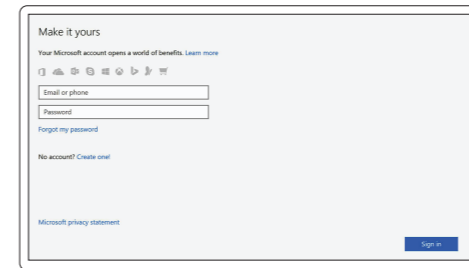 Make it yours
Your Microsoft account opens a world of benefits. Learn more
Email or phone
Password
Forgot my password
No account? Create one!
Microsoft privacy statement
Sign in